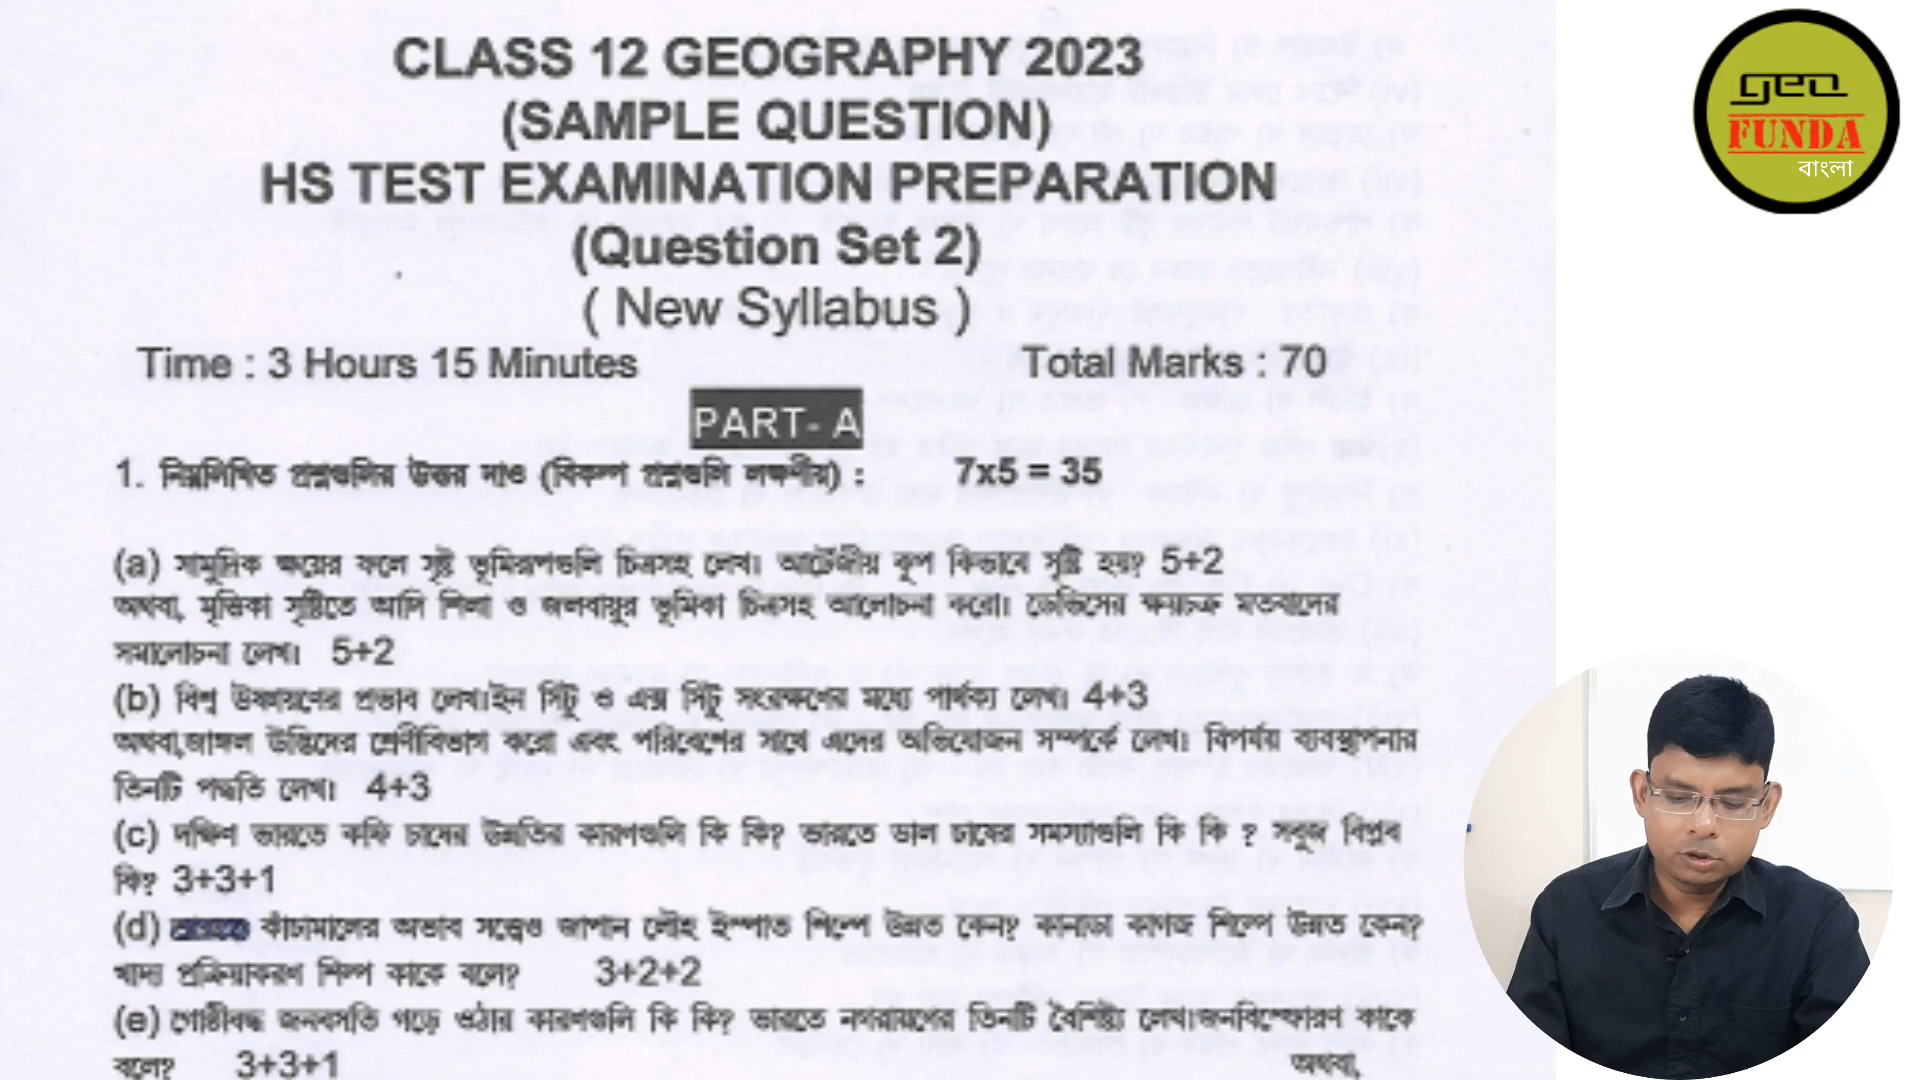 CLASS 12 GEOGRAPHY 2023
(SAMPLE QUESTION)
HS TEST EXAMINATION PREPARATION
(Question Set 2)
( New Syllabus )
Time : 3 Hours 15 Minutes Total Marks : 70
PART- A
1. নিম্নলিখিত প্রশ্নগুলির উত্তর দাও (বিকল্প প্রশ্নগুলি লক্ষণীয়) : 7x5 = 35
(a) সামুদ্রিক ক্ষয়ের ফলে সৃষ্ট ভূমিরূপগুলি চিত্রসহ লেখ। আর্টেজীয় কূপ কিভাবে সৃষ্টি হয়? 5+2
অথবা, মৃত্তিকা সৃষ্টিতে আদি শিলা ও জলবায়ুর ভূমিকা চিত্রসহ আলোচনা করো। ডেভিসের ক্ষয়চক্র মতবাদের
সমালোচনা লেখ। 5+2
(b) বিশ্ব উষ্ণায়ণের প্রভাব লেখ।ইন সিটু ও এক্স সিটু সংরক্ষণের মধ্যে পার্থক্য লেখ। 4+3
অথবা,জাঙ্গল উদ্ভিদের শ্রেণীবিভাগ করো এবং পরিবেশের সাথে এদের অভিযোজন সম্পর্কে লেখ। বিপর্যয় ব্যবস্থাপনার
তিনটি পদ্ধতি লেখ। 4+3
(c) দক্ষিণ ভারতে কফি চাষের উন্নতির কারণগুলি কি কি? ভারতে ডাল চাষের সমস্যাগুলি কি কি ? সবুজ বিপ্লব
কি? 3+3+1
(d) কাঁচামালের অভাব সত্ত্বেও জাপান লৌহ ইস্পাত শিল্পে উন্নত কেন? কানাডা কাগজ শিল্পে উন্নত কেন?
খাদ্য প্রক্রিয়াকরণ শিল্প কাকে বলে? 3+2+2
(e) গোষ্ঠীবদ্ধ জনবসতি গড়ে ওঠার কারণগুলি কি কি? ভারতে নগরায়ণের তিনটি বৈশিষ্ট্য লেখ।জনবিস্ফোরণ কাকে
বলে? 3+3+1 অথবা,
geo
FUNDA
বাংলা